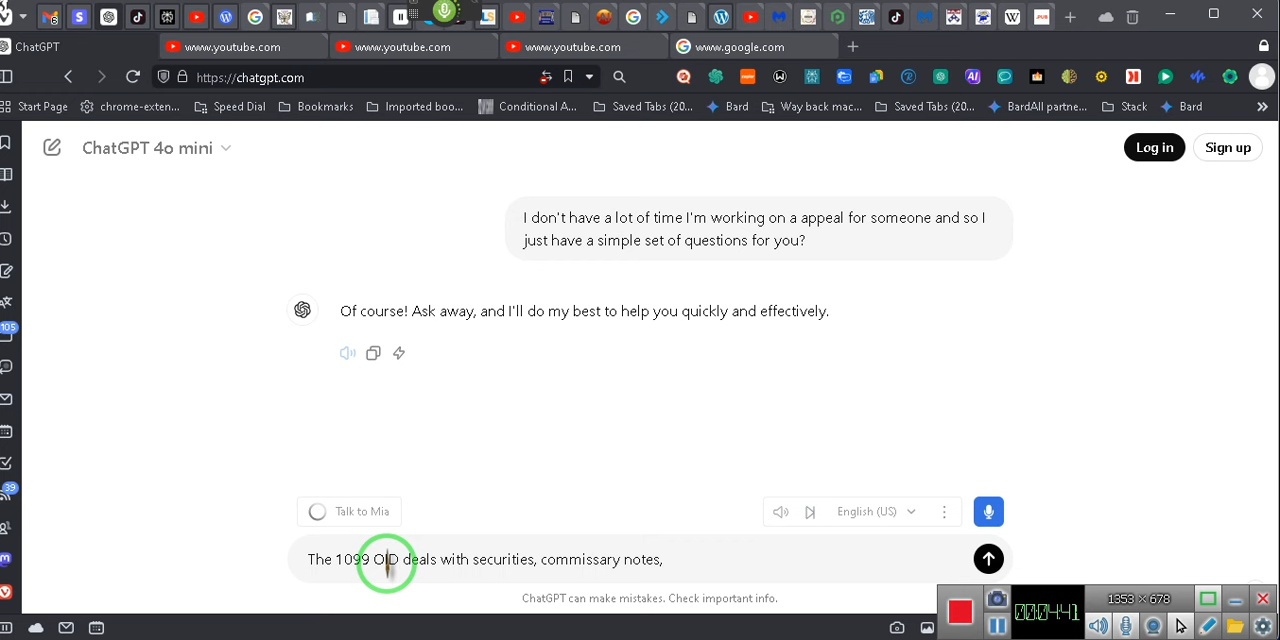 ChatGPT
www.youtube.com
www.youtube.com
www.youtube.com
www.google.com
https://chatgpt.com
Start Page
chrome-exten...
Speed Dial
Bookmarks
Imported boo...
Conditional A...
Saved Tabs (20...
Bard
Way back mac...
Saved Tabs (20...
BardAll partne...
Stack
Bard
ChatGPT 4o mini
Log in
Sign up
I don't have a lot of time I'm working on a appeal for someone and so I
just have a simple set of questions for you?
Of course! Ask away, and I'll do my best to help you quickly and effectively.
105
39
Talk to Mia
English (US)
The 1099 OID deals with securities, commissary notes,
ChatGPT can make mistakes. Check important info.
1353 × 678
00:04:41